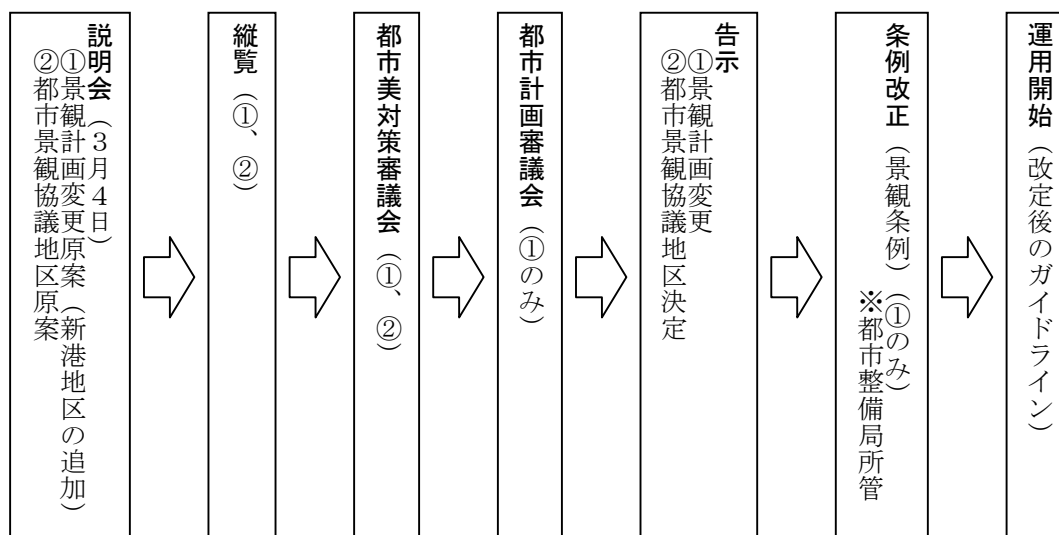 説明会（３月４日）
①景観計画変更原案（新港地区の追加）
②都市景観協議地区原案
縦覧（①、②）
都市美対策審議会（①、②）
都市計画審議会（①のみ）
告示
①景観計画変更
②都市景観協議地区決定
条例改正（景観条例）（①のみ）
※都市整備局所管
運用開始（改定後のガイドライン）